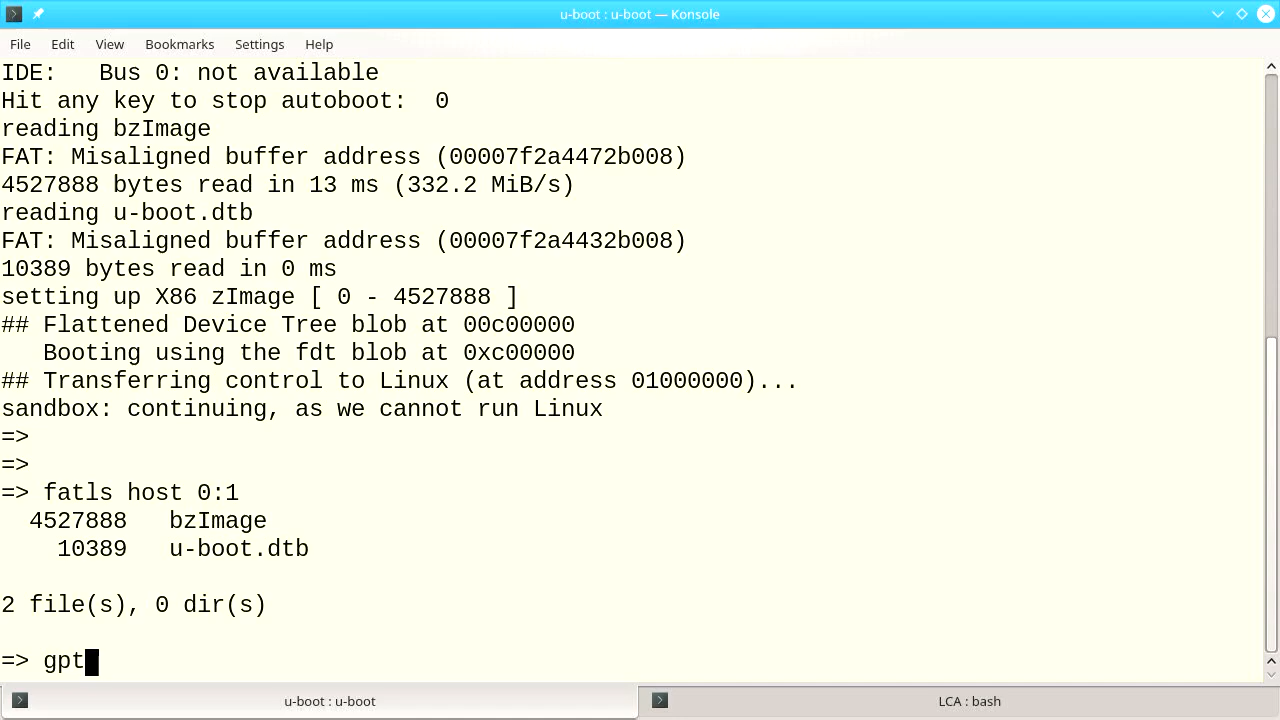 u-boot : u-boot — Konsole
File Edit View Bookmarks Settings Help
IDE:   Bus 0: not available
Hit any key to stop autoboot:  0
reading bzImage
FAT: Misaligned buffer address (00007f2a4472b008)
4527888 bytes read in 13 ms (332.2 MiB/s)
reading u-boot.dtb
FAT: Misaligned buffer address (00007f2a4432b008)
10389 bytes read in 0 ms
setting up X86 zImage [ 0 - 4527888 ]
## Flattened Device Tree blob at 00c00000
   Booting using the fdt blob at 0xc00000
## Transferring control to Linux (at address 01000000)...
sandbox: continuing, as we cannot run Linux
=>
=>
=> fatls host 0:1
  4527888   bzImage
    10389   u-boot.dtb
2 file(s), 0 dir(s)
=> gpt
u-boot : u-boot
LCA : bash